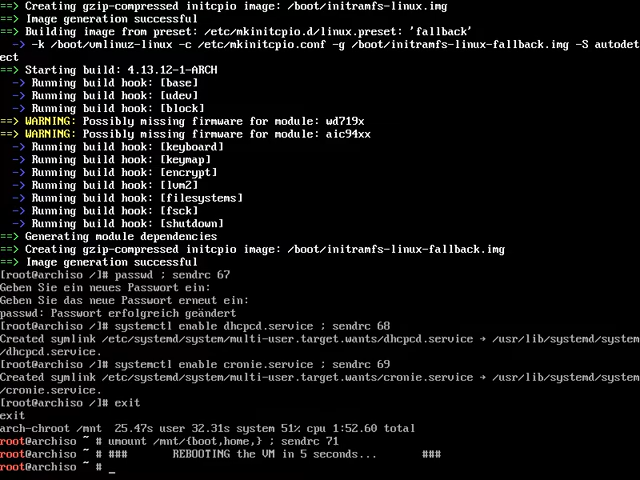 ==> Creating gzip-compressed initcpio image: /boot/initramfs-linux.img
==> Image generation successful
==> Building image from preset: /etc/mkinitcpio.d/linux.preset: 'fallback'
  -> -k /boot/vmlinuz-linux -c /etc/mkinitcpio.conf -g /boot/initramfs-linux-fallback.img -S autodet
ect
==> Starting build: 4.13.12-1-ARCH
  -> Running build hook: [base]
  -> Running build hook: [udev]
  -> Running build hook: [block]
==> WARNING: Possibly missing firmware for module: wd719x
==> WARNING: Possibly missing firmware for module: aic94xx
  -> Running build hook: [keyboard]
  -> Running build hook: [keymap]
  -> Running build hook: [encrypt]
  -> Running build hook: [lvm2]
  -> Running build hook: [filesystems]
  -> Running build hook: [fsck]
  -> Running build hook: [shutdown]
==> Generating module dependencies
==> Creating gzip-compressed initcpio image: /boot/initramfs-linux-fallback.img
==> Image generation successful
[root@archiso /]# passwd ; sendrc 67
Geben Sie ein neues Passwort ein:
Geben Sie das neue Passwort erneut ein:
passwd: Passwort erfolgreich geändert
[root@archiso /]# systemctl enable dhcpcd.service ; sendrc 68
Created symlink /etc/systemd/system/multi-user.target.wants/dhcpcd.service → /usr/lib/systemd/system
/dhcpcd.service.
[root@archiso /]# systemctl enable cronie.service ; sendrc 69
Created symlink /etc/systemd/system/multi-user.target.wants/cronie.service → /usr/lib/systemd/system
/cronie.service.
[root@archiso /]# exit
exit
arch-chroot /mnt  25.47s user 32.31s system 51% cpu 1:52.60 total
root@archiso ~ # umount /mnt/{boot,home,} ; sendrc 71
root@archiso ~ # ###       REBOOTING the VM in 5 seconds...       ###
root@archiso ~ # _